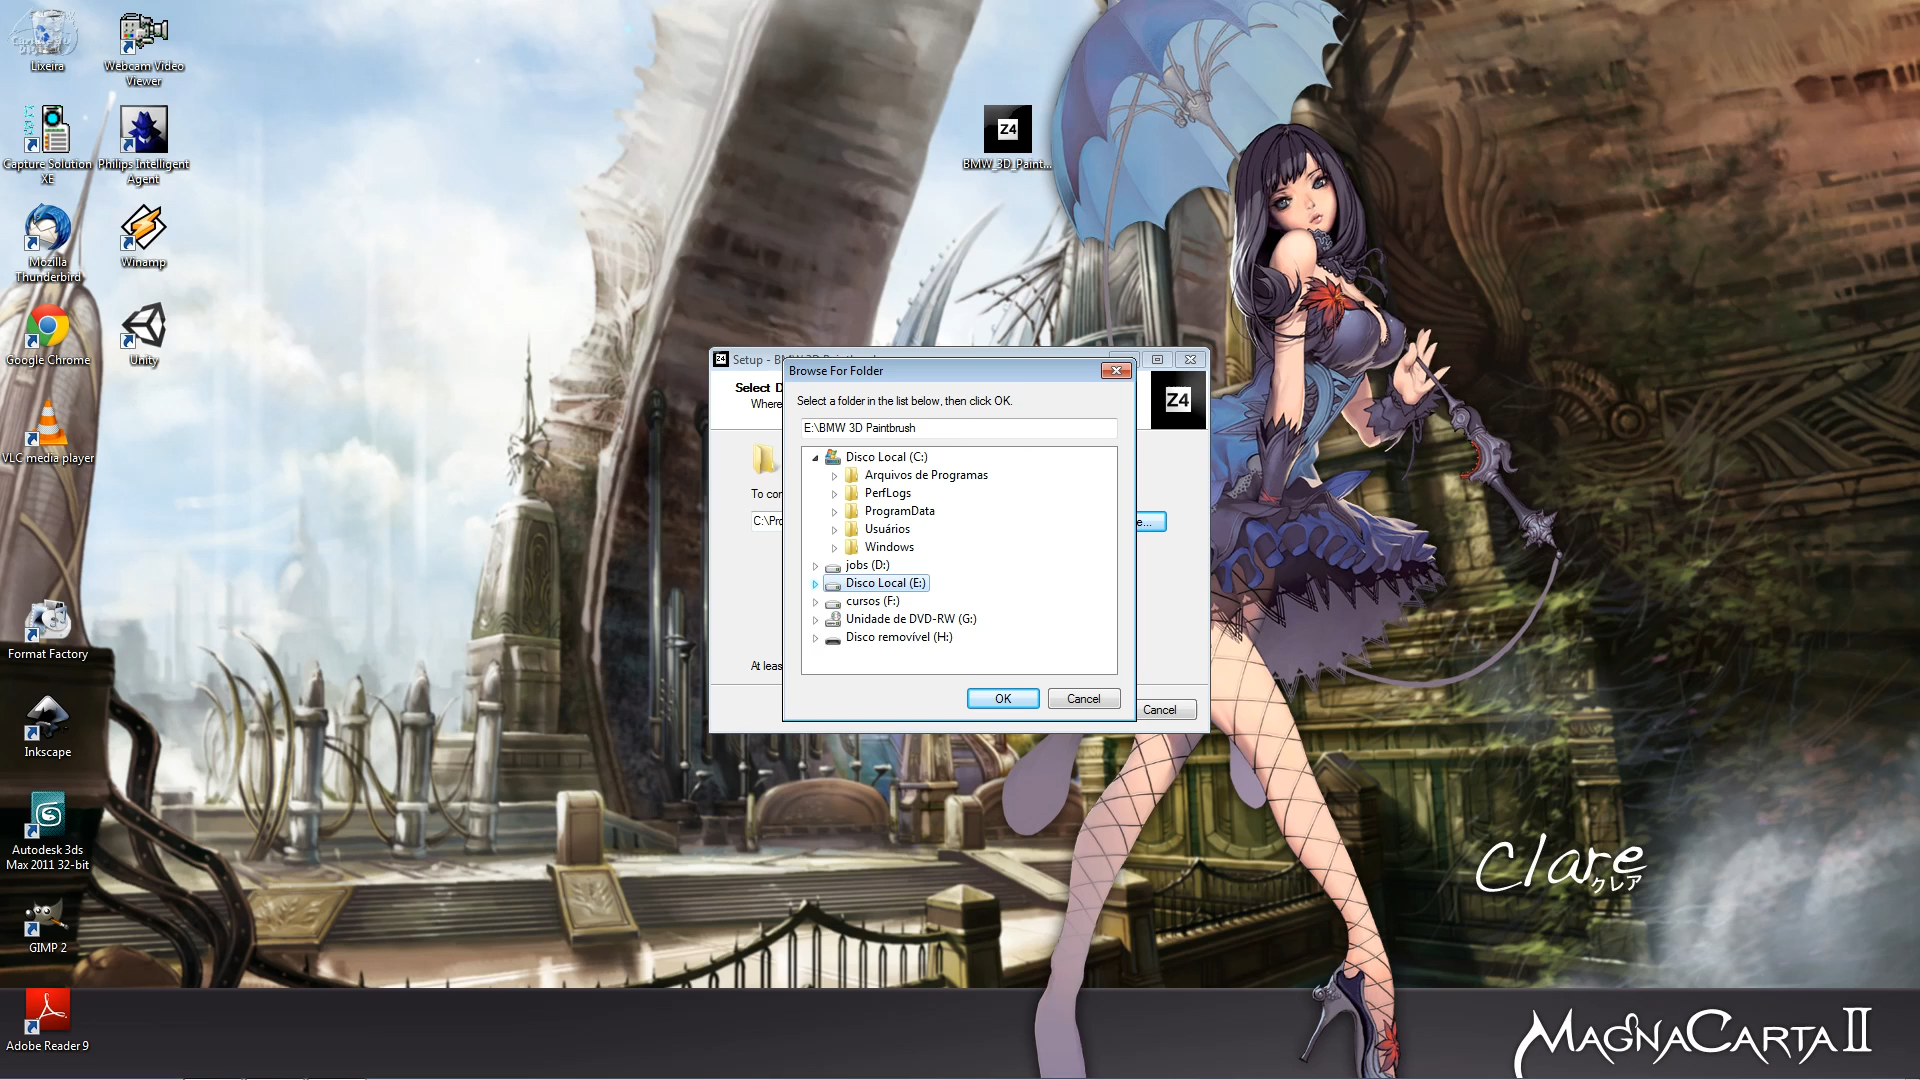 Lixeira
Webcam Video
Viewer
Capture Solution
XE
Philips Intelligent
Agent
Mozilla
Thunderbird
Winamp
Google Chrome
Unity
VLC media player
Format Factory
Inkscape
Autodesk 3ds
Max 2011 32-bit
GIMP 2
Adobe Reader 9
Z4
BMW_3D_Paint...
Z4
Setup -
Browse For Folder
Select a folder in the list below, then click OK.
E:\BMW 3D Paintbrush
Disco Local (C:)
Arquivos de Programas
PerfLogs
ProgramData
Usuários
Windows
jobs (D:)
Disco Local (E:)
cursos (F:)
Unidade de DVD-RW (G:)
Disco removível (H:)
OK
Cancel
Select D
Where
Z4
To cor
C:\Pro
e...
At leas
Cancel
Clare
クレア
MAGNACARTA II